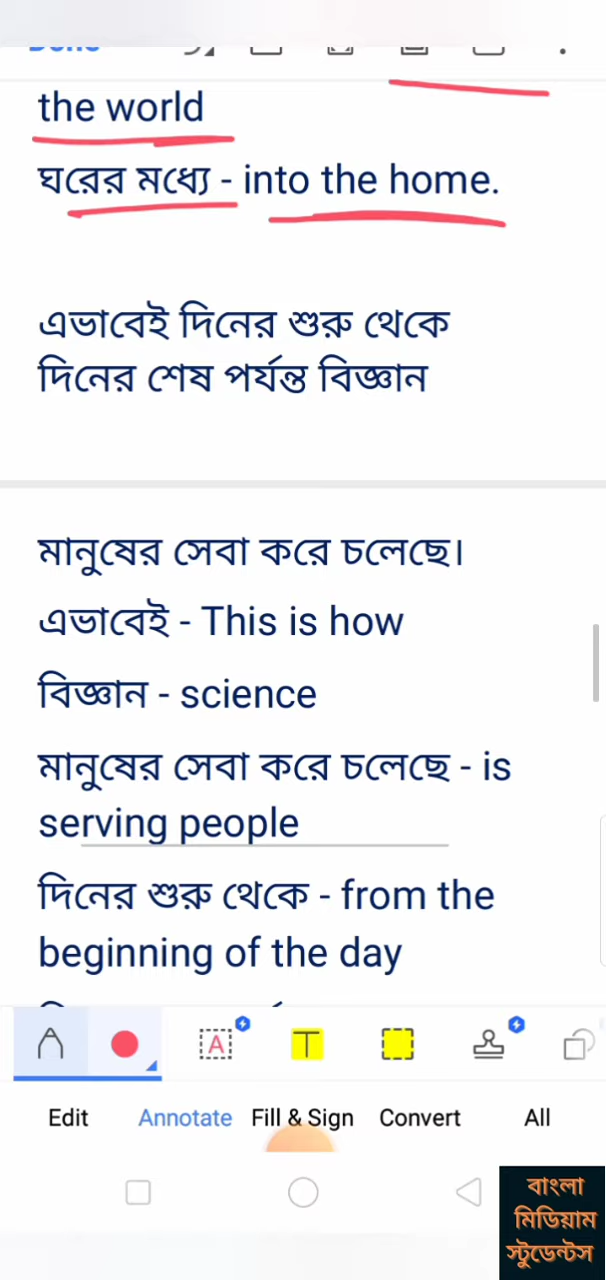 the world
ঘরের মধ্যে - into the home.
এভাবেই দিনের শুরু থেকে
দিনের শেষ পর্যন্ত বিজ্ঞান
মানুষের সেবা করে চলেছে।
এভাবেই - This is how
বিজ্ঞান - science
মানুষের সেবা করে চলেছে - is
serving people
দিনের শুরু থেকে - from the
beginning of the day
A T
Edit Annotate Fill & Sign Convert All
বাংলা
মিডিয়াম
স্টুডেন্টস